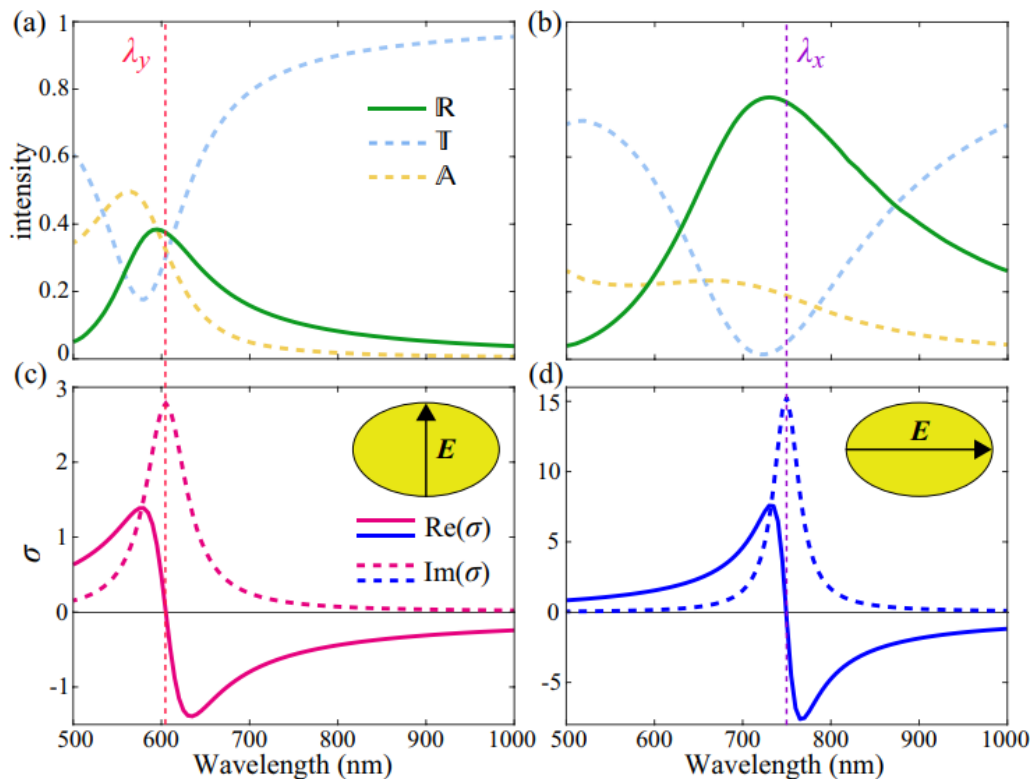 (a)
(b)
λy
λx
1
0.8
0.6
0.4
0.2
0
intensity
ℝ
𝕋
𝔸
(c)
(d)
3
2
1
0
-1
σ
E
Re(σ)
Im(σ)
15
10
5
0
-5
E
500 600 700 800 900 1000
Wavelength (nm)
500 600 700 800 900 1000
Wavelength (nm)